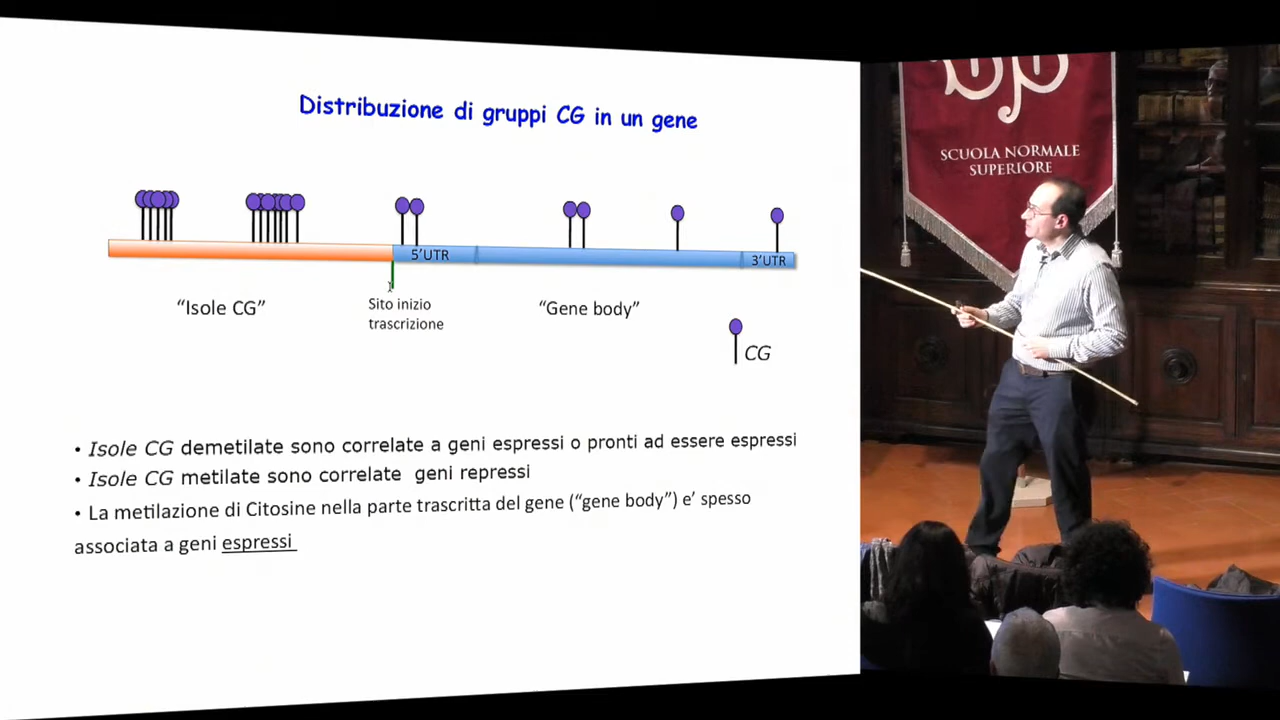 Distribuzione di gruppi CG in un gene
5'UTR
3'UTR
"Isole CG"
Sito inizio
trascrizione
"Gene body"
CG
• Isole CG demetilate sono correlate a geni espressi o pronti ad essere espressi
• Isole CG metilate sono correlate geni repressi
• La metilazione di Citosine nella parte trascritta del gene ("gene body") e' spesso
associata a geni espressi
SCUOLA NORMALE
SUPERIORE